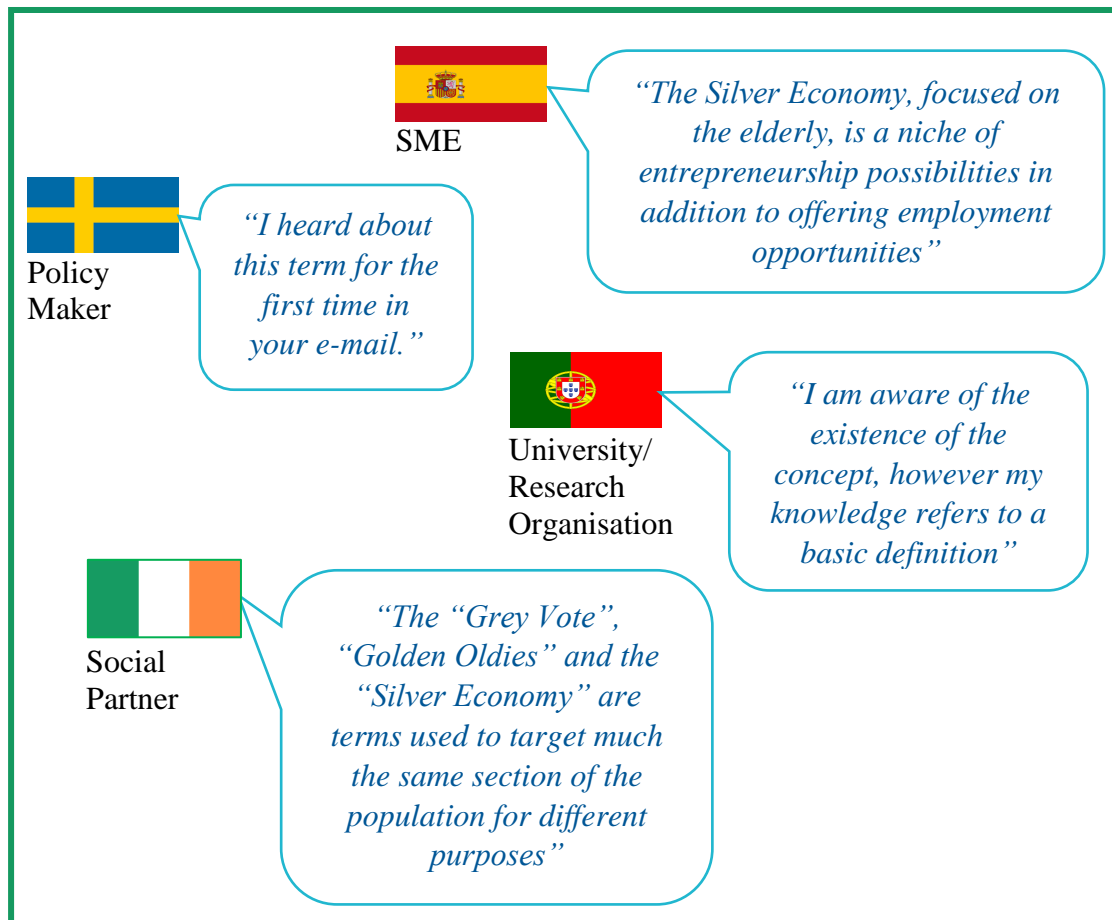 SME
“The Silver Economy, focused on
the elderly, is a niche of
entrepreneurship possibilities in
addition to offering employment
opportunities”
Policy
Maker
“I heard about
this term for the
first time in
your e-mail.”
University/
Research
Organisation
“I am aware of the
existence of the
concept, however my
knowledge refers to a
basic definition”
Social
Partner
“The “Grey Vote”,
“Golden Oldies” and the
“Silver Economy” are
terms used to target much
the same section of the
population for different
purposes”